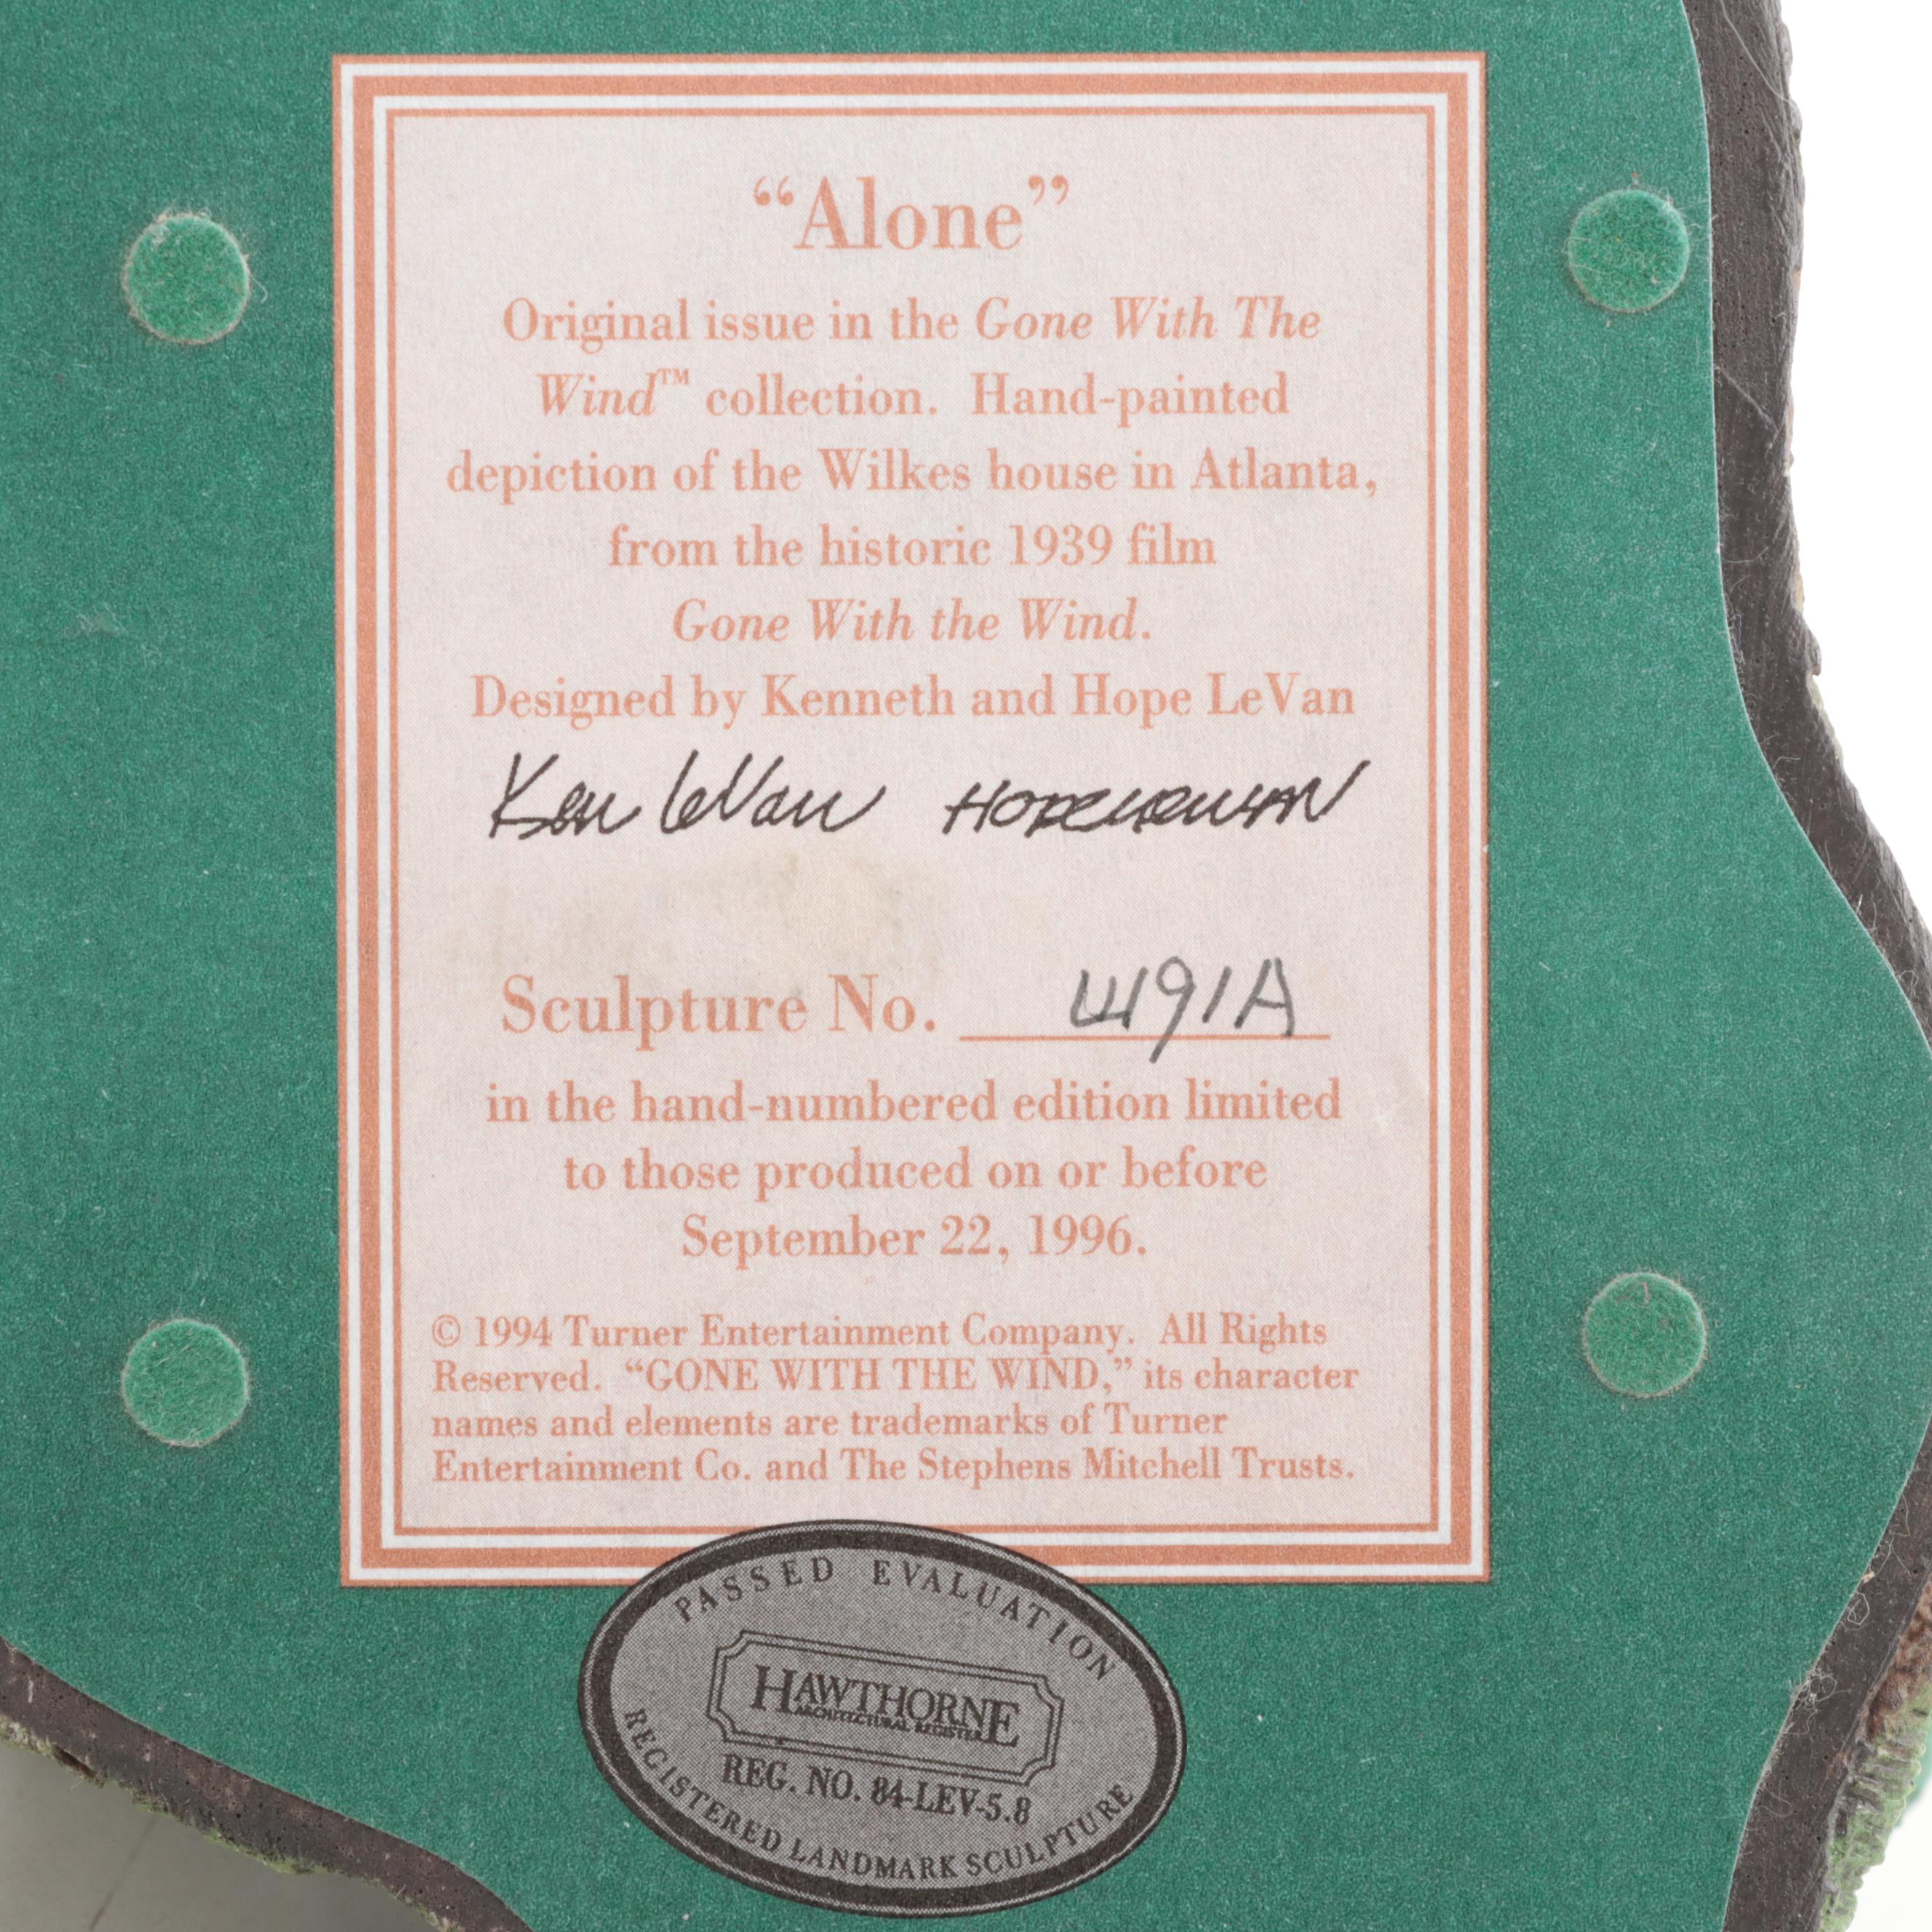 “Alone”
Original issue in the Gone With The
Wind™ collection. Hand-painted
depiction of the Wilkes house in Atlanta,
from the historic 1939 film
Gone With the Wind.
Designed by Kenneth and Hope LeVan
Ken LeVan Hope LeVan
Sculpture No.
in the hand-numbered edition limited
to those produced on or before
September 22, 1996.
© 1994 Turner Entertainment Company. All Rights
Reserved. “GONE WITH THE WIND,” its character
names and elements are trademarks of Turner
Entertainment Co. and The Stephens Mitchell Trusts.
PASSED EVALUATION
HAWTHORNE
ARCHITECTURAL REGISTER
REG. NO. 84-LEV-5.8
REGISTERED LANDMARK SCULPTURE